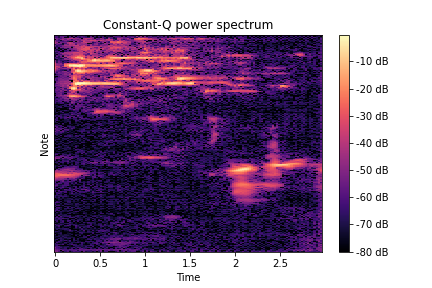 Constant-Q power spectrum
Note
-10 dB
-20 dB
-30 dB
-40 dB
-50 dB
-60 dB
-70 dB
-80 dB
0 0.5 1 1.5 2 2.5
Time